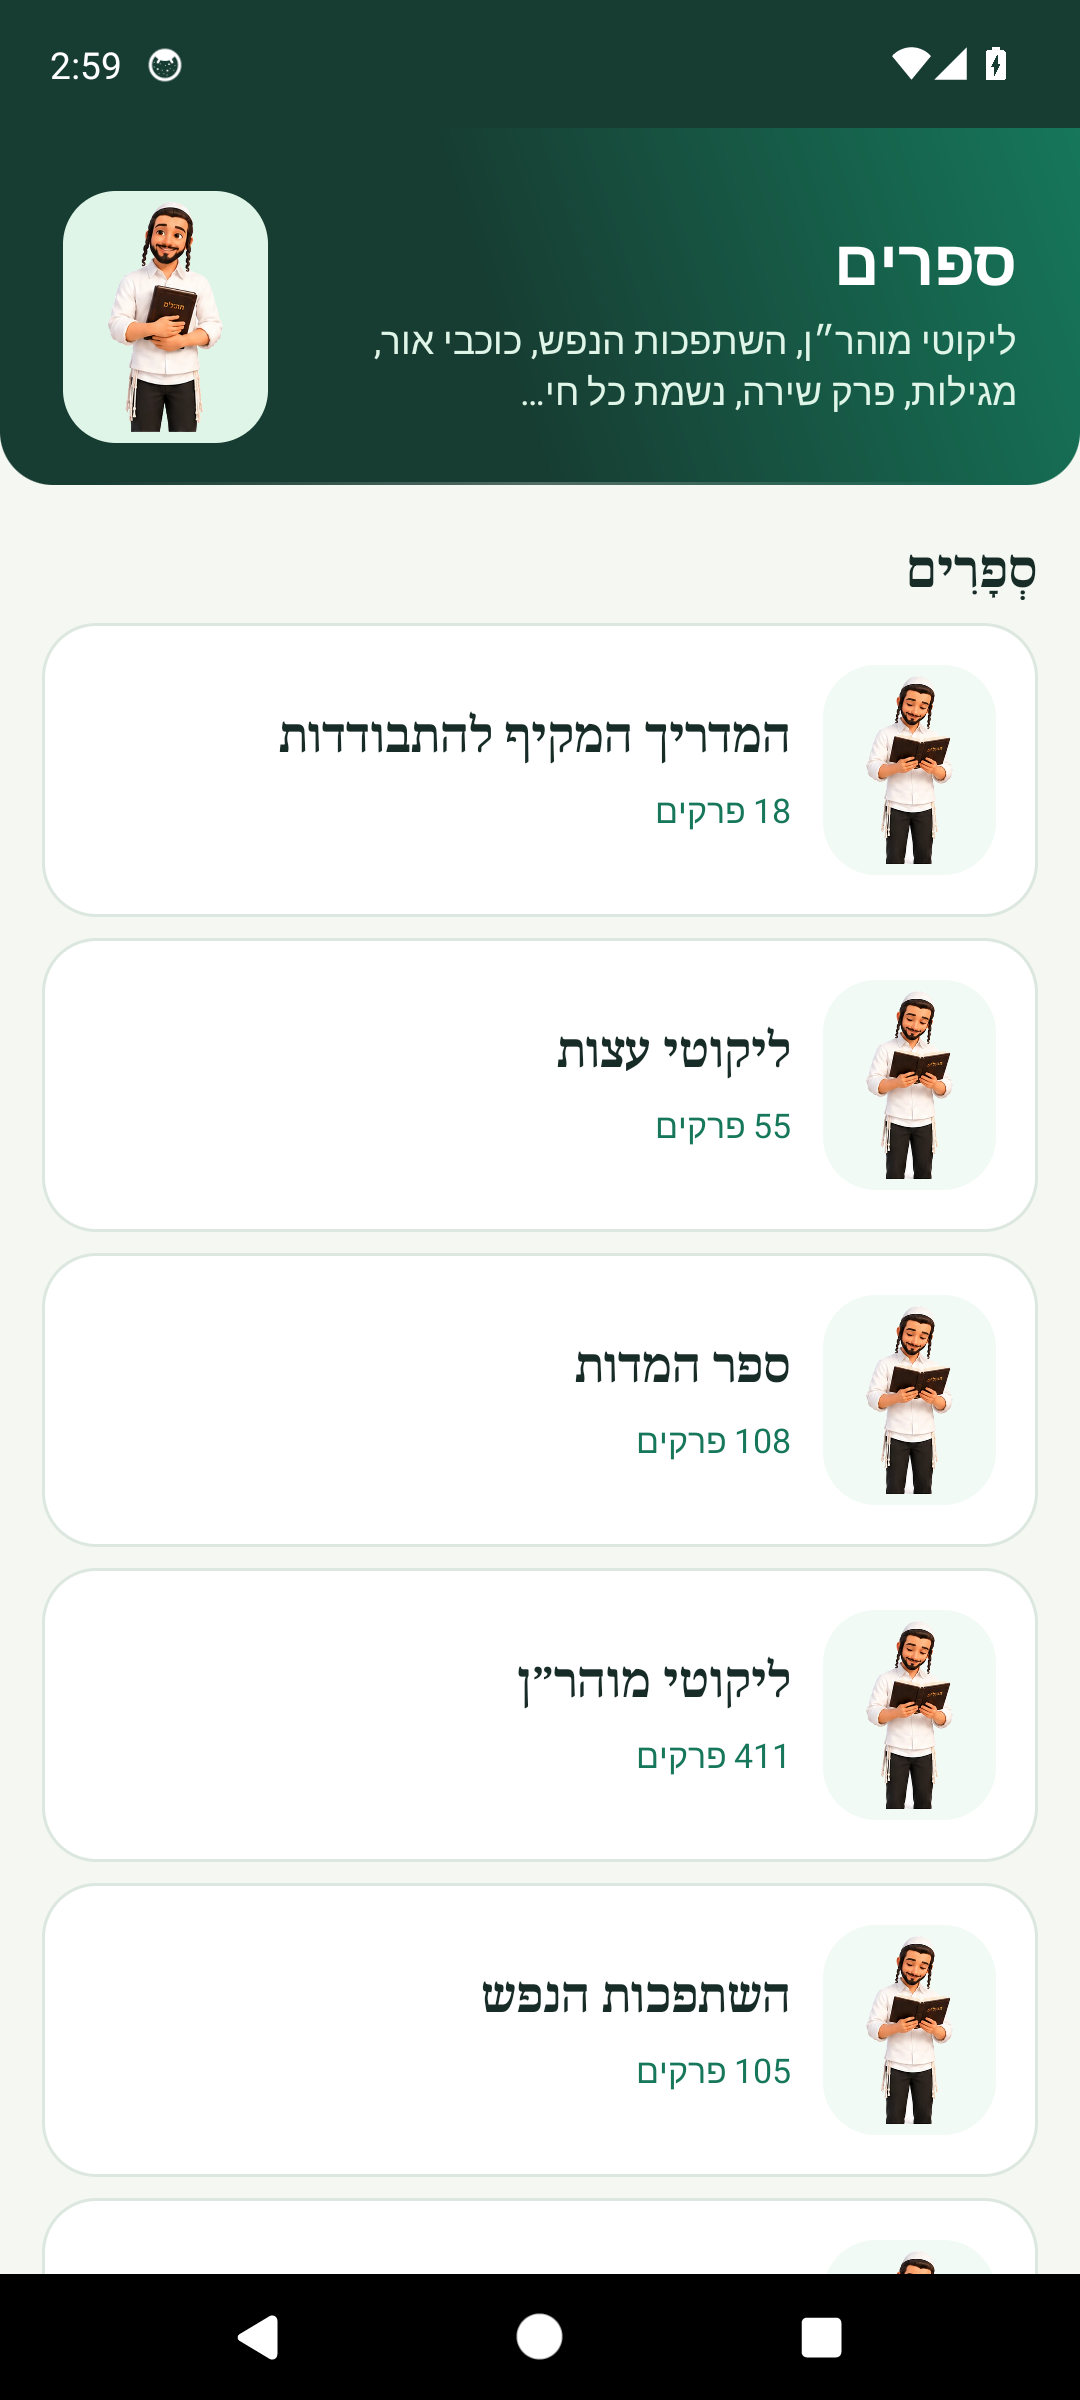 2:59
ספרים
ליקוטי מוהר״ן, השתפכות הנפש, כוכבי אור,
מגילות, פרק שירה, נשמת כל חי...
סְפָרִים
המדריך המקיף להתבודדות
18 פרקים
ליקוטי עצות
55 פרקים
ספר המדות
108 פרקים
ליקוטי מוהר״ן
411 פרקים
השתפכות הנפש
105 פרקים